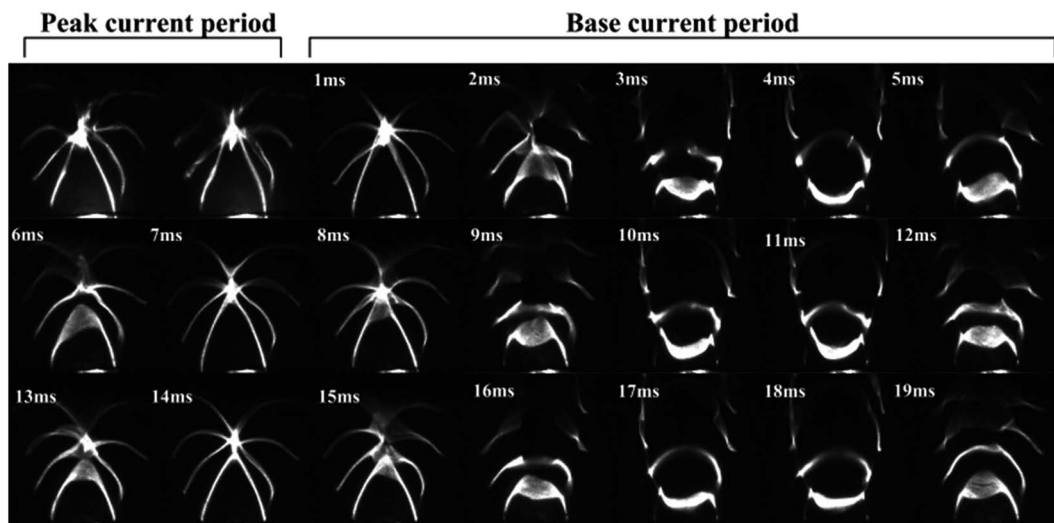 Peak current period
Base current period
1ms
2ms
3ms
4ms
5ms
6ms
7ms
8ms
9ms
10ms
11ms
12ms
13ms
14ms
15ms
16ms
17ms
18ms
19ms